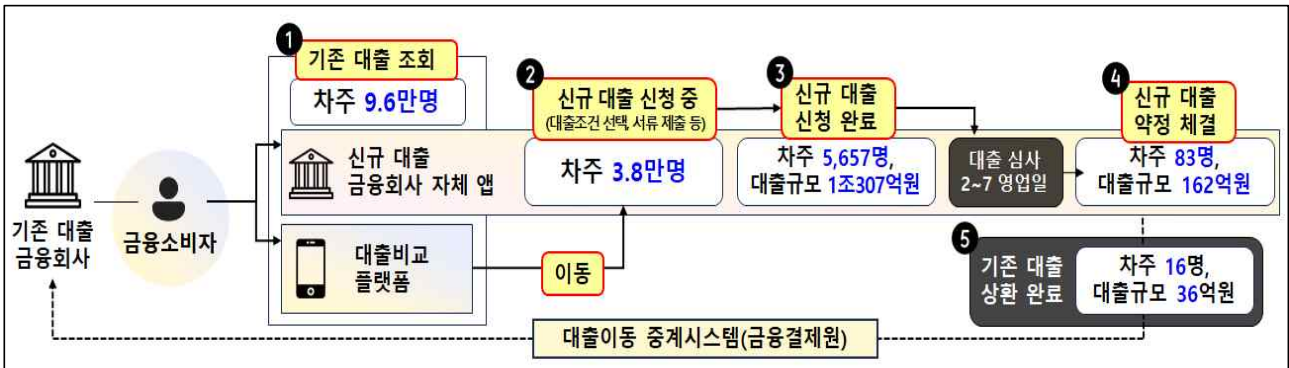 1
기존 대출 조회
차주 9.6만명
2
신규 대출 신청 중
(대출조건 선택, 서류 제출 등)
차주 3.8만명
3
신규 대출
신청 완료
차주 5,657명,
대출규모 1조307억원
대출 심사
2~7 영업일
4
신규 대출
약정 체결
차주 83명,
대출규모 162억원
신규 대출
금융회사 자체 앱
기존 대출
금융회사
금융소비자
대출비교
플랫폼
이동
5
기존 대출
상환 완료
차주 16명,
대출규모 36억원
대출이동 중계시스템(금융결제원)